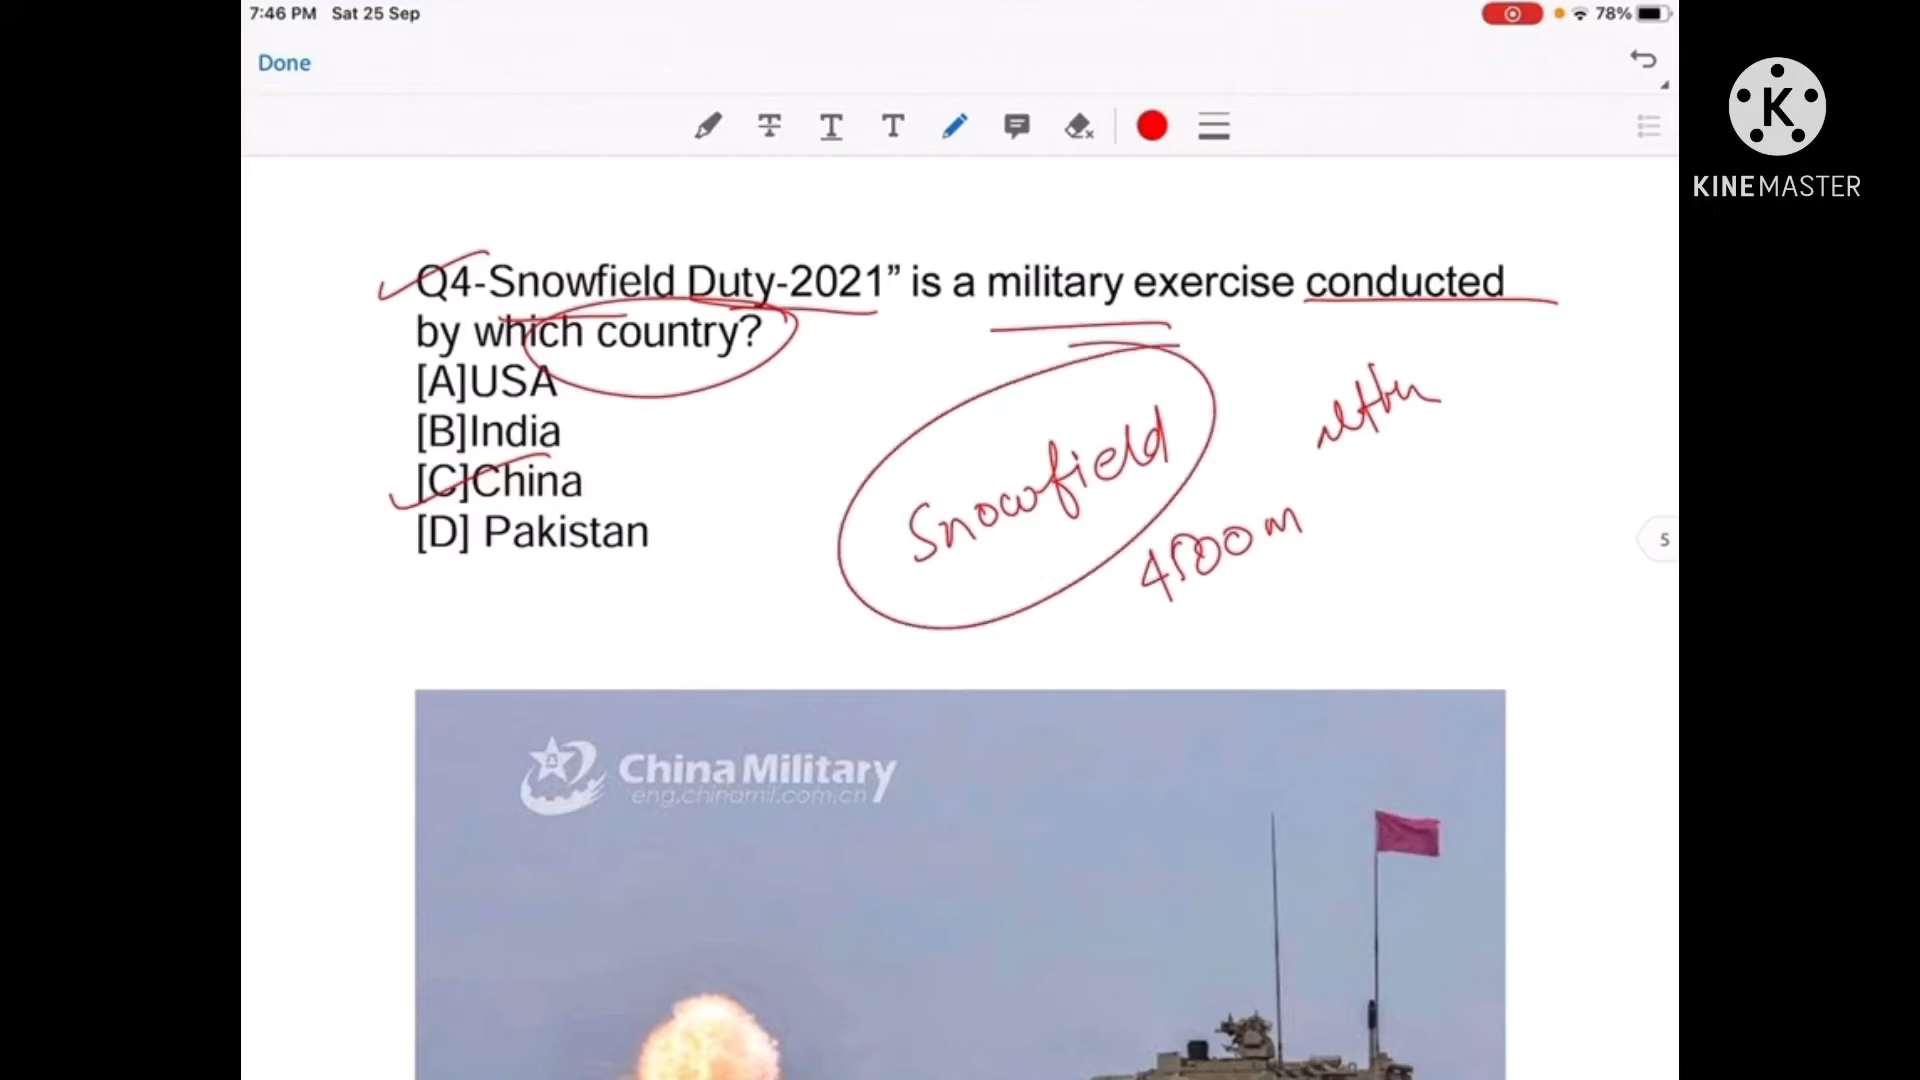 7:46 PM Sat 25 Sep
78%
Done
K
KINEMASTER
Q4-Snowfield Duty-2021” is a military exercise conducted
by which country?
[A]USA
[B]India
[C]China
[D] Pakistan
Snowfield
4500m
5
China Military
eng.chinamil.com.cn